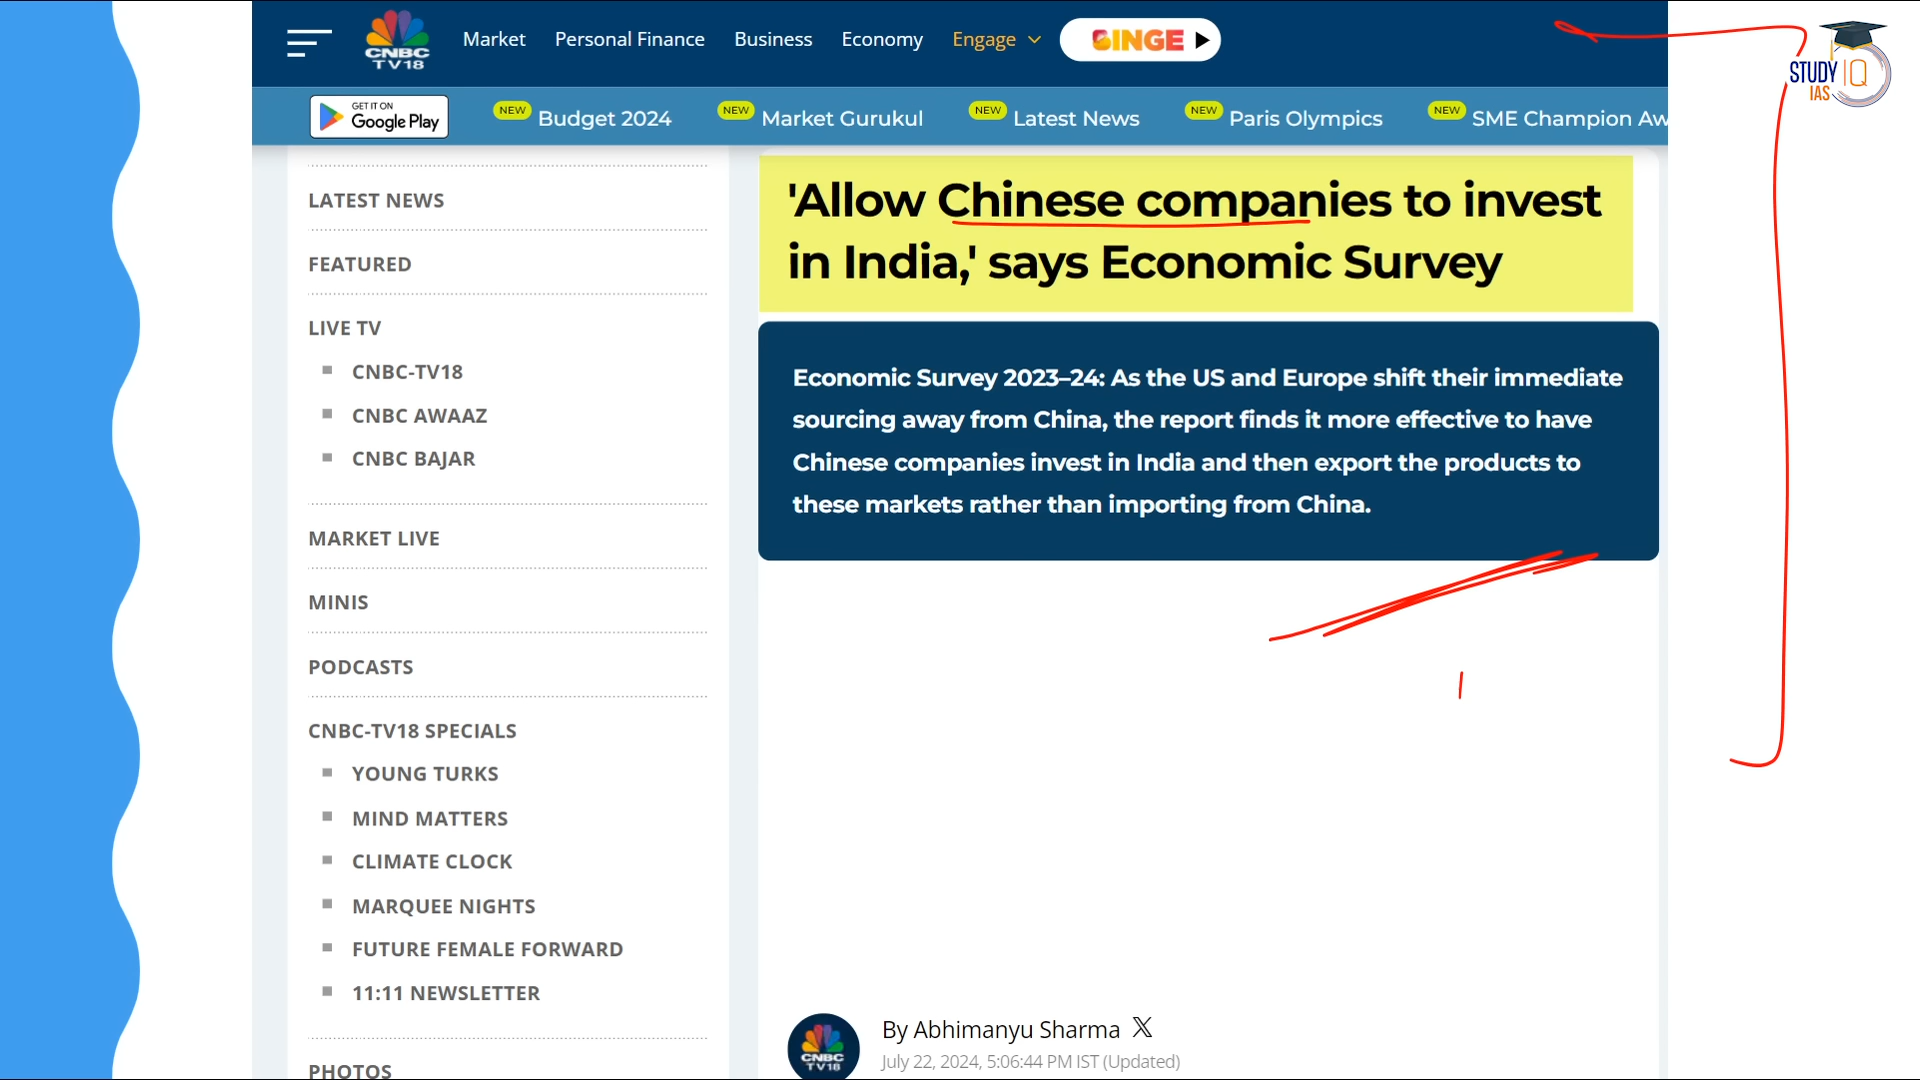 CNBC
TV18
Market
Personal Finance
Business
Economy
Engage
BINGE
STUDY IQ
IAS
GET IT ON
Google Play
NEW
Budget 2024
NEW
Market Gurukul
NEW
Latest News
NEW
Paris Olympics
NEW
SME Champion Aw
LATEST NEWS
FEATURED
LIVE TV
CNBC-TV18
CNBC AWAAZ
CNBC BAJAR
MARKET LIVE
MINIS
PODCASTS
CNBC-TV18 SPECIALS
YOUNG TURKS
MIND MATTERS
CLIMATE CLOCK
MARQUEE NIGHTS
FUTURE FEMALE FORWARD
11:11 NEWSLETTER
PHOTOS
'Allow Chinese companies to invest
in India,' says Economic Survey
Economic Survey 2023–24: As the US and Europe shift their immediate
sourcing away from China, the report finds it more effective to have
Chinese companies invest in India and then export the products to
these markets rather than importing from China.
CNBC
TV18
By Abhimanyu Sharma
July 22, 2024, 5:06:44 PM IST (Updated)